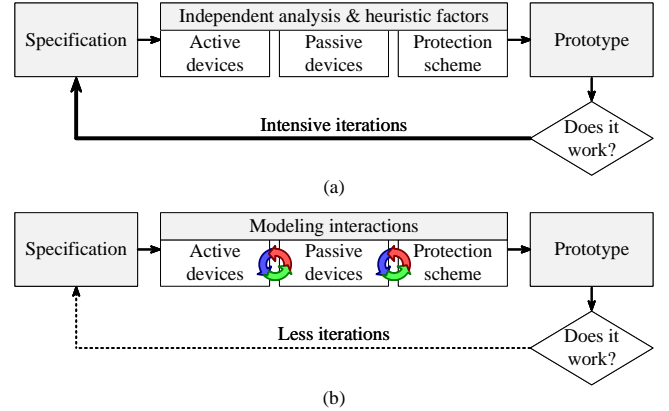 Independent analysis & heuristic factors
Specification
Active
devices
Passive
devices
Protection
scheme
Prototype
Intensive iterations
Does it
work?
(a)
Modeling interactions
Specification
Active
devices
Passive
devices
Protection
scheme
Prototype
Less iterations
Does it
work?
(b)